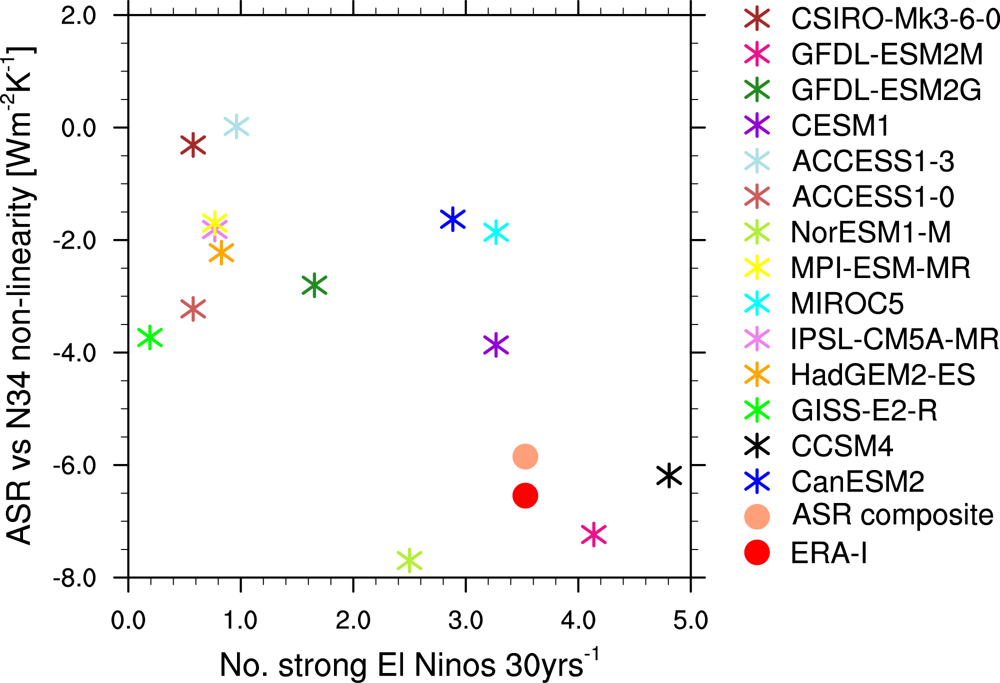 ASR vs N34 non-linearity [Wm-2K-1]
2.0
0.0
-2.0
-4.0
-6.0
-8.0
0.0 1.0 2.0 3.0 4.0 5.0
No. strong El Ninos 30yrs-1
CSIRO-Mk3-6-0
GFDL-ESM2M
GFDL-ESM2G
CESM1
ACCESS1-3
ACCESS1-0
NorESM1-M
MPI-ESM-MR
MIROC5
IPSL-CM5A-MR
HadGEM2-ES
GISS-E2-R
CCSM4
CanESM2
ASR composite
ERA-I